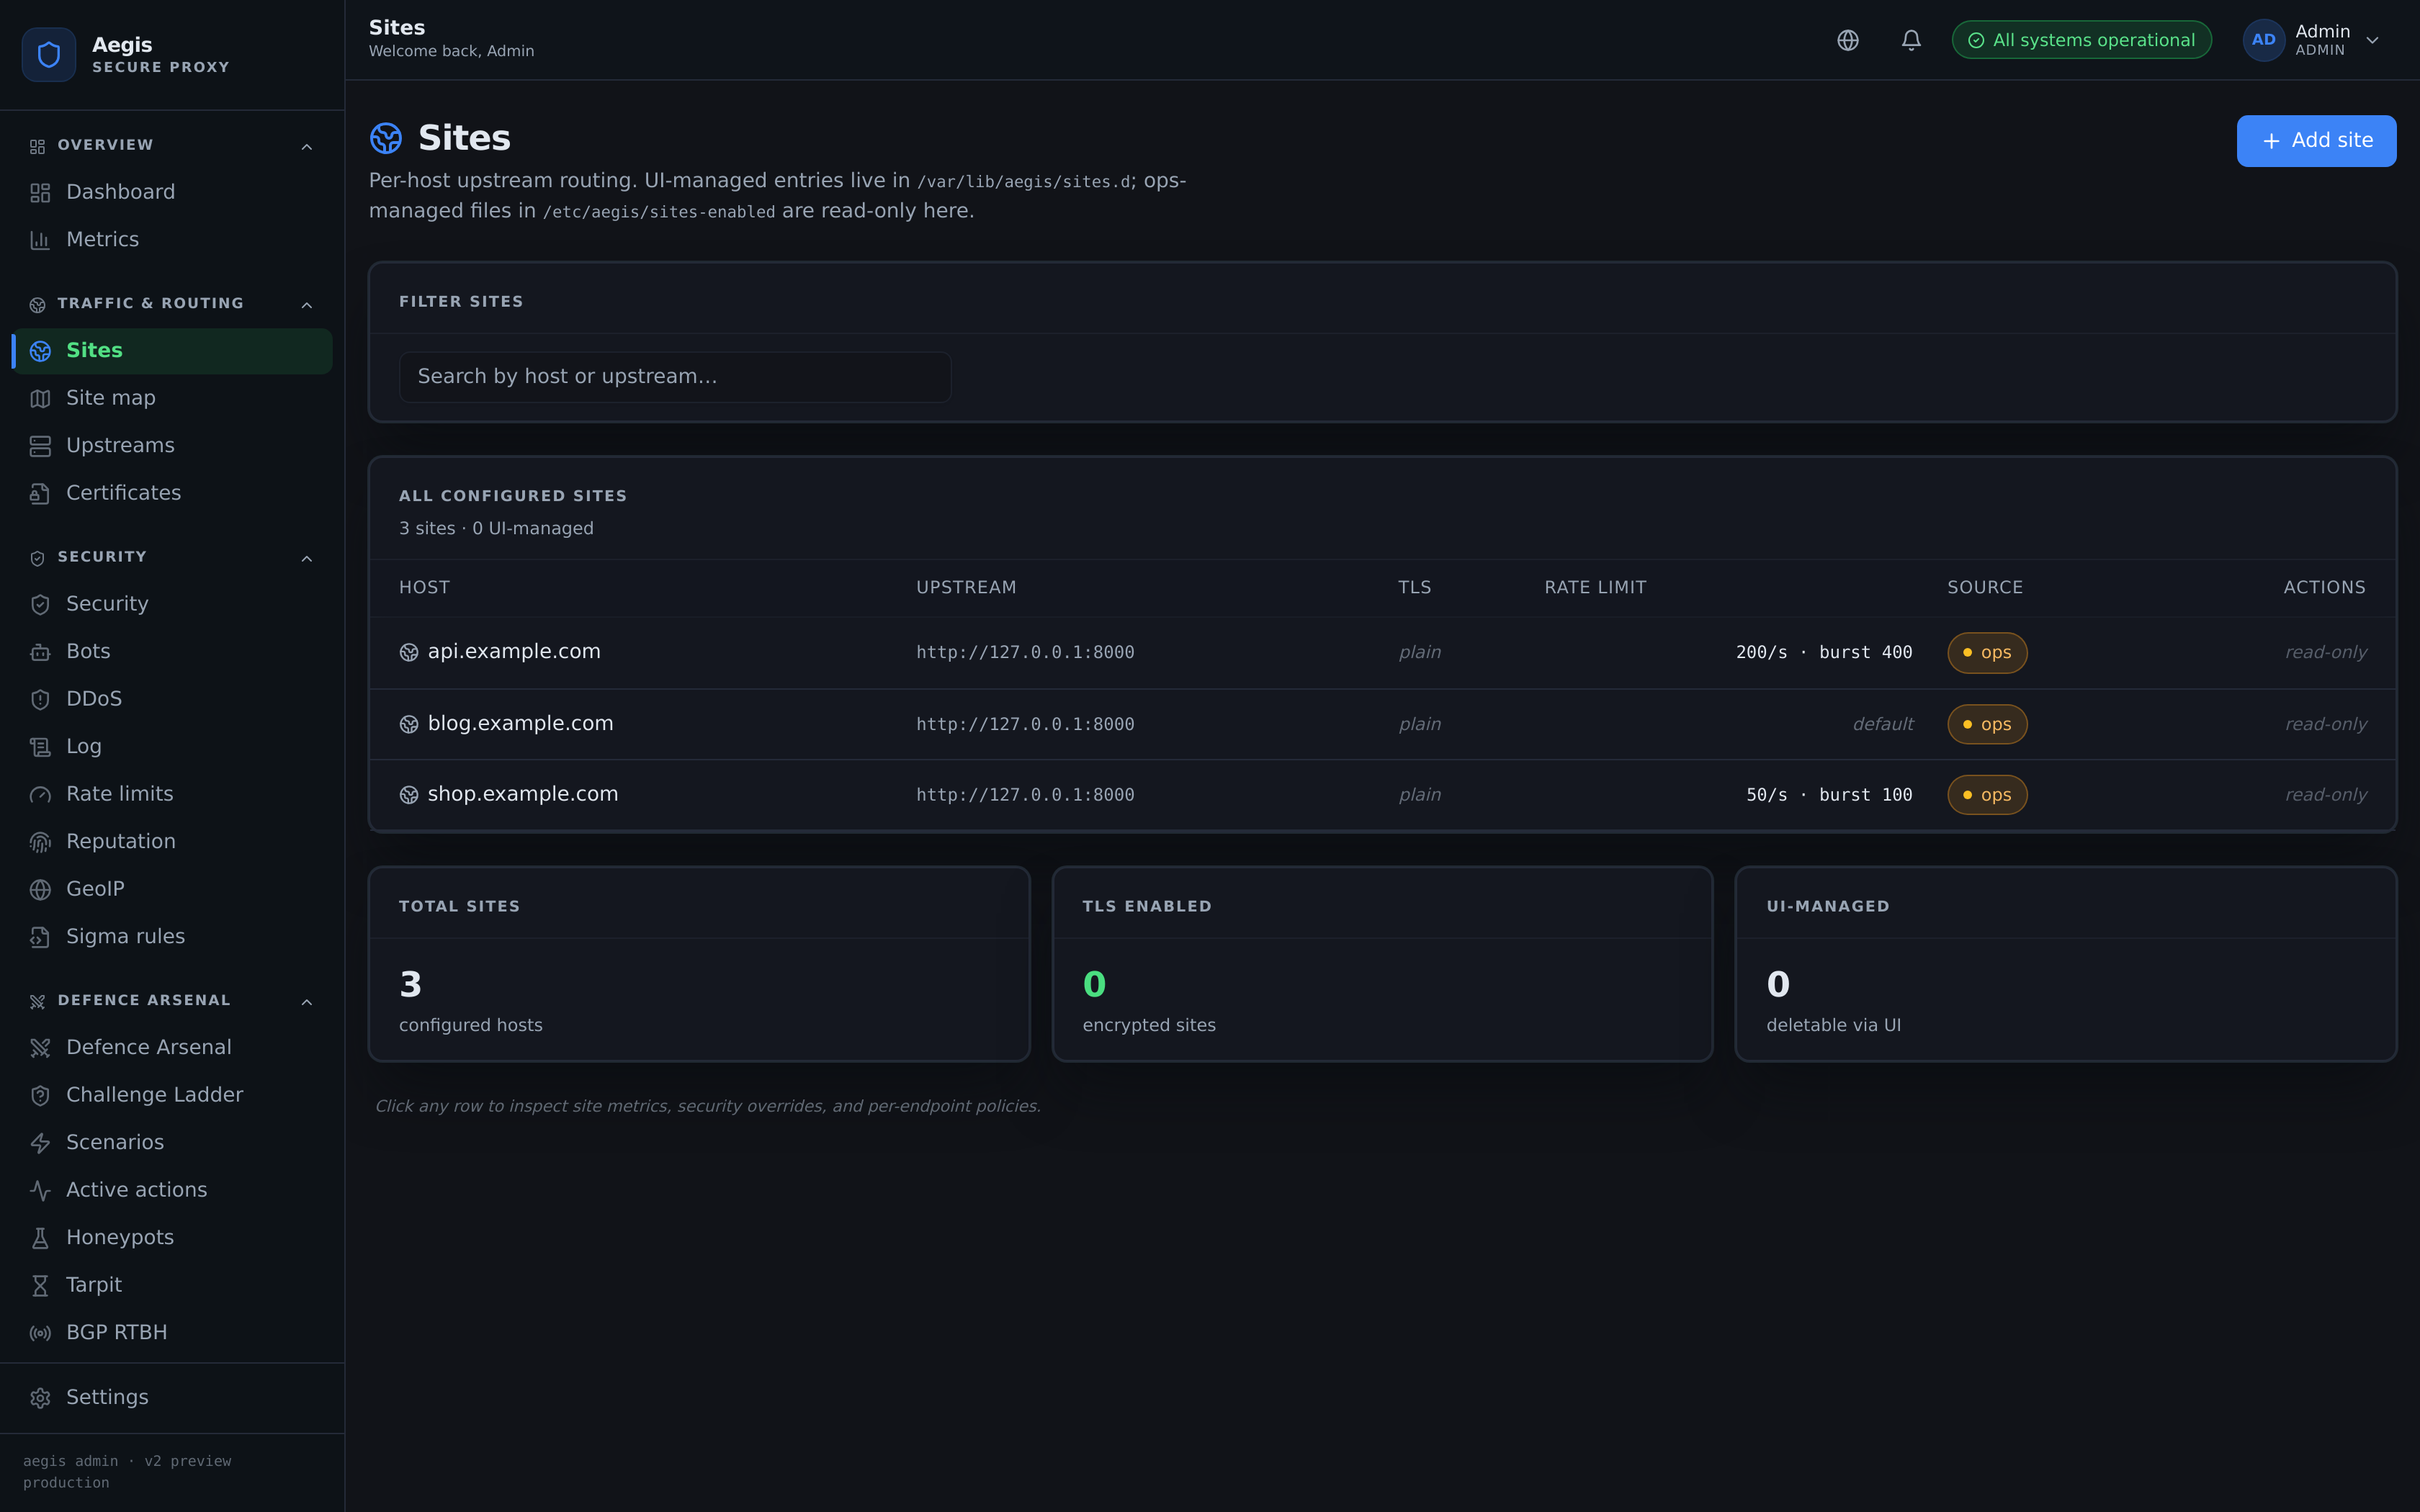 Aegis
SECURE PROXY
OVERVIEW
Dashboard
Metrics
TRAFFIC & ROUTING
Sites
Site map
Upstreams
Certificates
SECURITY
Security
Bots
DDoS
Log
Rate limits
Reputation
GeoIP
Sigma rules
DEFENCE ARSENAL
Defence Arsenal
Challenge Ladder
Scenarios
Active actions
Honeypots
Tarpit
BGP RTBH
Settings
aegis admin · v2 preview
production
Sites
Welcome back, Admin
All systems operational
AD
Admin
ADMIN
Sites
Add site
Per-host upstream routing. UI-managed entries live in /var/lib/aegis/sites.d; ops-
managed files in /etc/aegis/sites-enabled are read-only here.
FILTER SITES
Search by host or upstream…
ALL CONFIGURED SITES
3 sites · 0 UI-managed
HOST UPSTREAM TLS RATE LIMIT SOURCE ACTIONS
api.example.com http://127.0.0.1:8000 plain 200/s · burst 400 ops read-only
blog.example.com http://127.0.0.1:8000 plain default ops read-only
shop.example.com http://127.0.0.1:8000 plain 50/s · burst 100 ops read-only
TOTAL SITES
3
configured hosts
TLS ENABLED
0
encrypted sites
UI-MANAGED
0
deletable via UI
Click any row to inspect site metrics, security overrides, and per-endpoint policies.